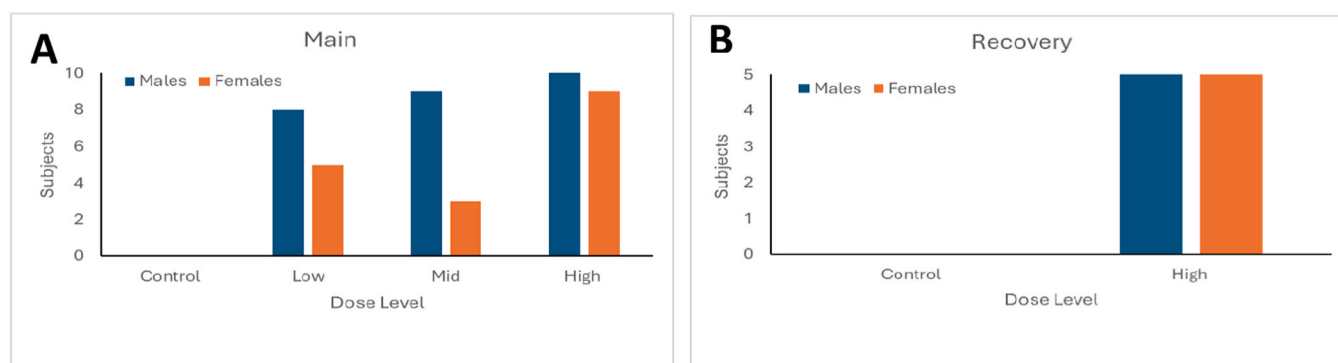 A
Main
Males Females
10
8
6
4
2
0
Subjects
Control Low Mid High
Dose Level
B
Recovery
Males Females
5
4
3
2
1
0
Subjects
Control High
Dose Level